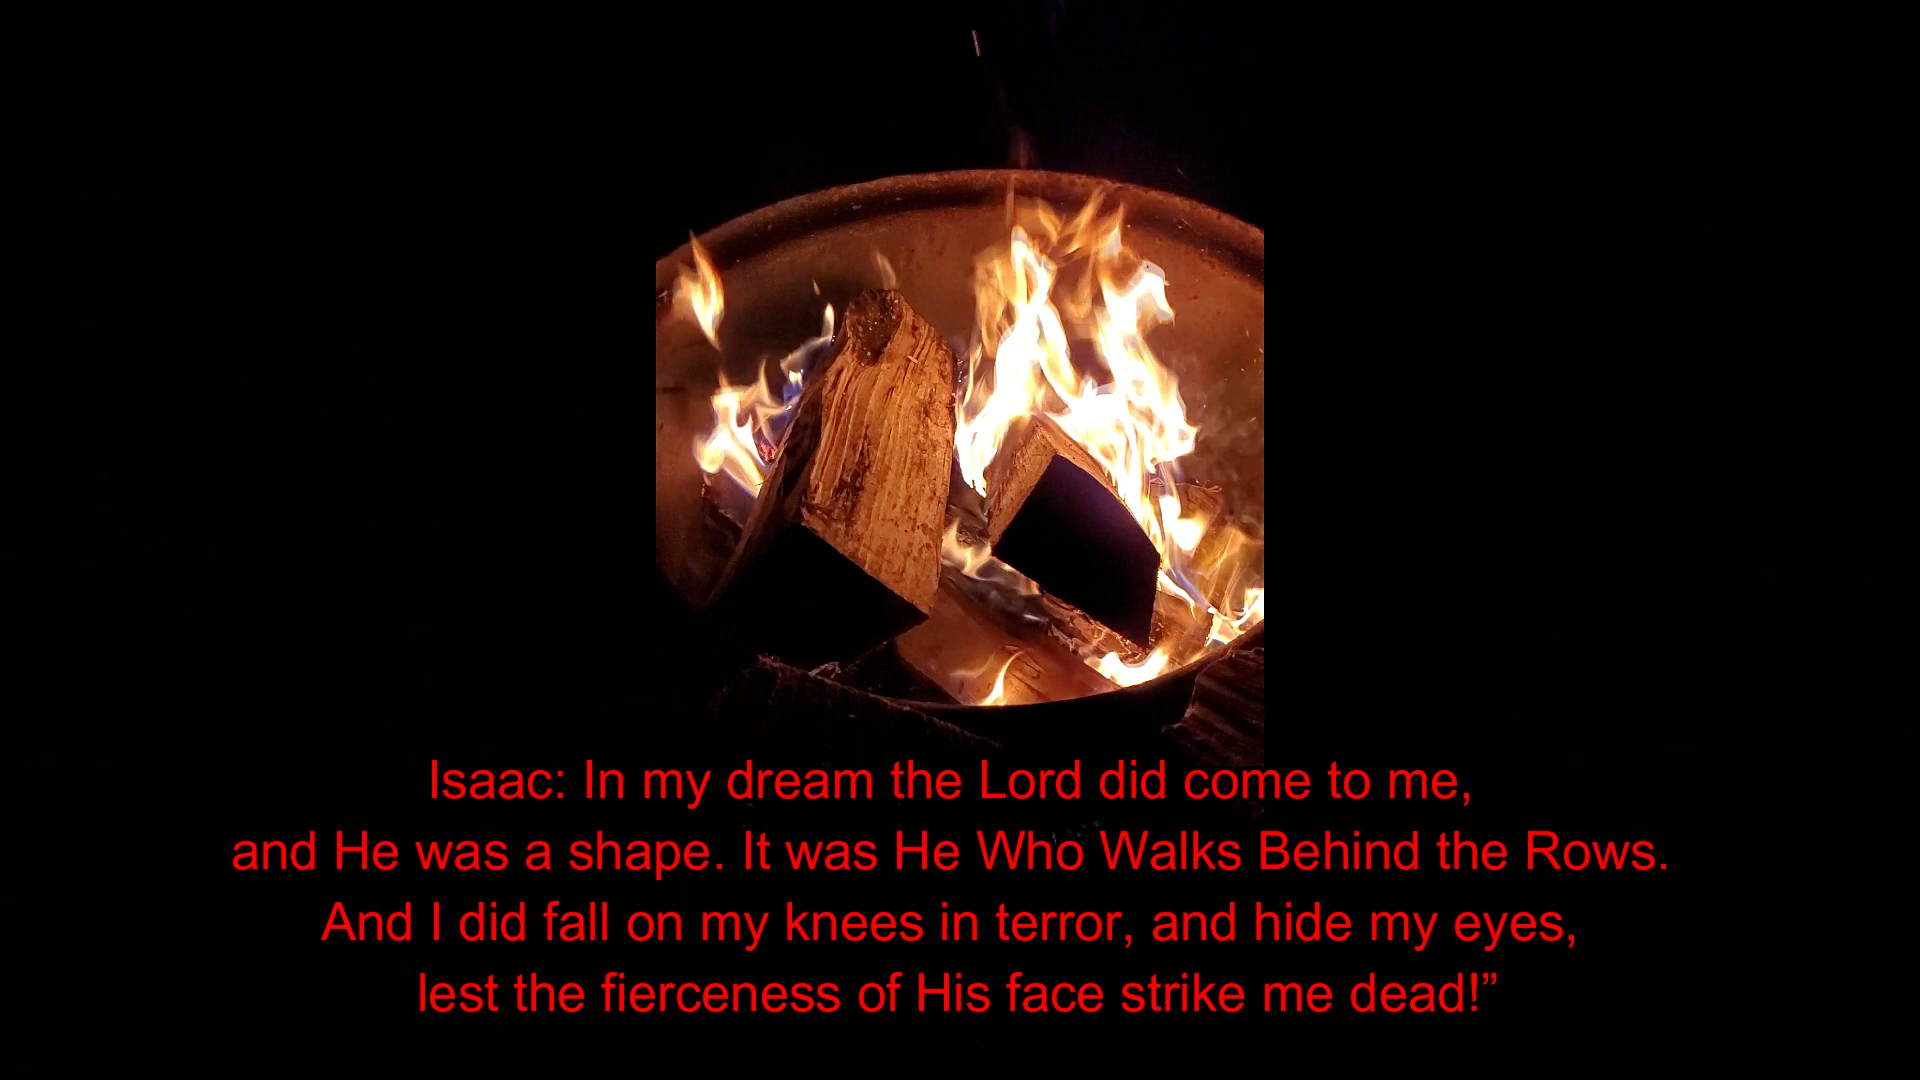 Isaac: In my dream the Lord did come to me,
and He was a shape. It was He Who Walks Behind the Rows.
And I did fall on my knees in terror, and hide my eyes,
lest the fierceness of His face strike me dead!”